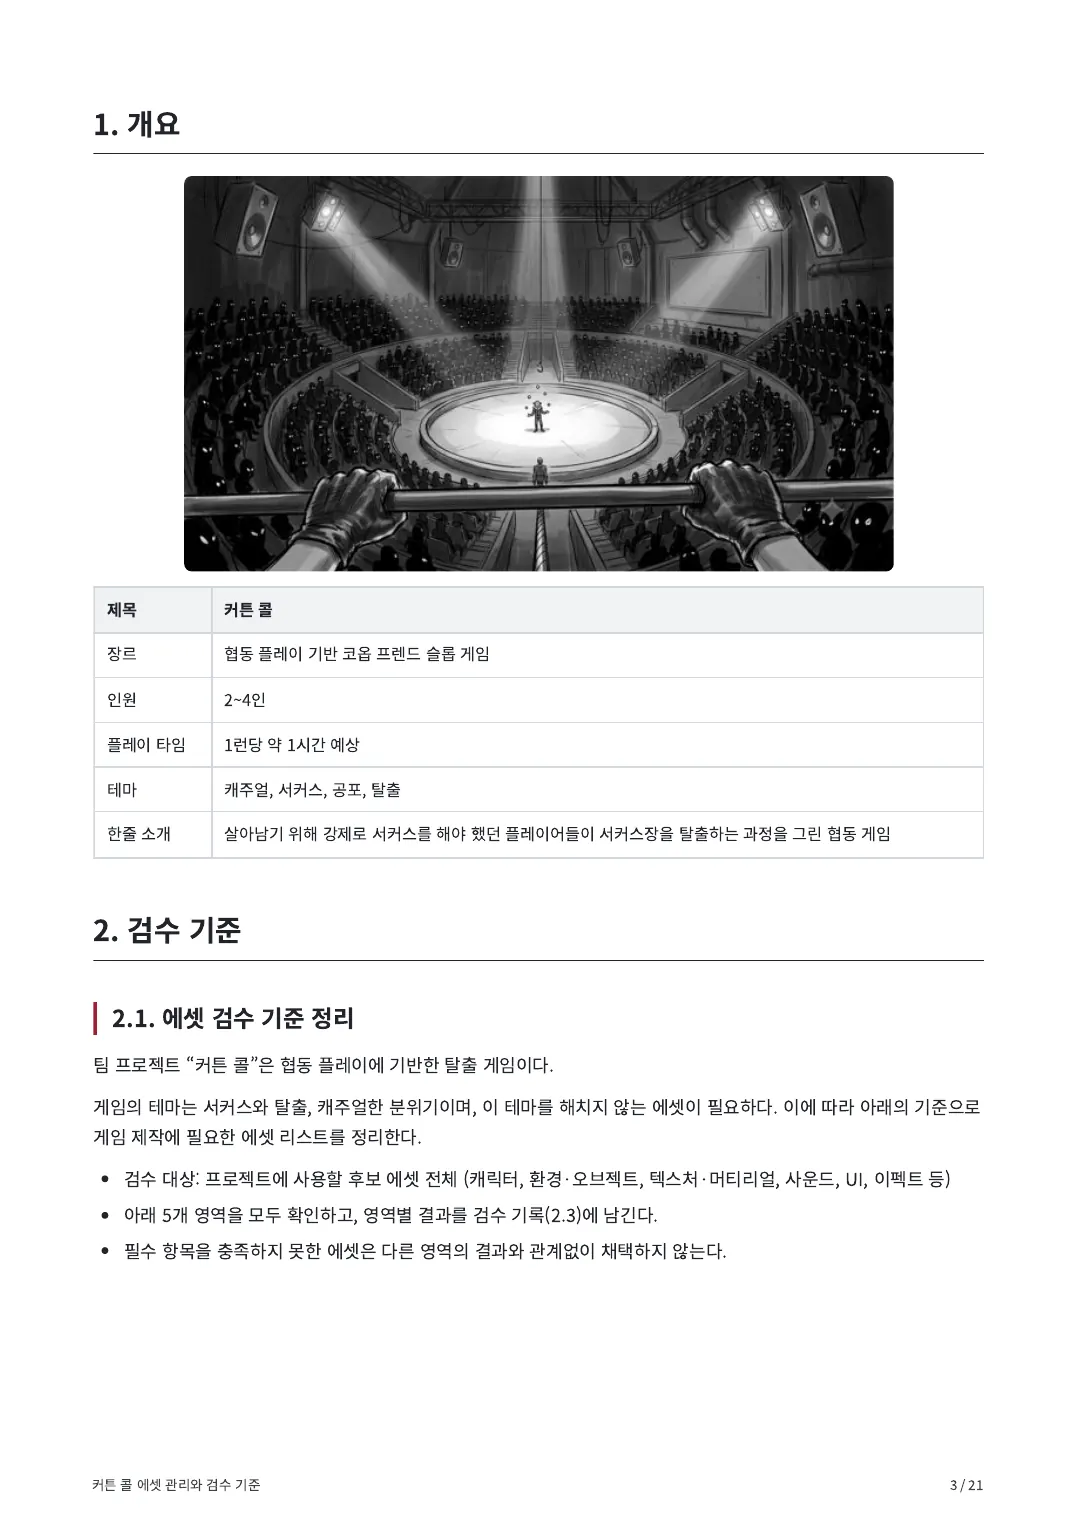 1. 개요
제목 커튼 콜
장르 협동 플레이 기반 코옵 프렌드 슬롭 게임
인원 2~4인
플레이 타임 1런당 약 1시간 예상
테마 캐주얼, 서커스, 공포, 탈출
한줄 소개 살아남기 위해 강제로 서커스를 해야 했던 플레이어들이 서커스장을 탈출하는 과정을 그린 협동 게임
2. 검수 기준
2.1. 에셋 검수 기준 정리
팀 프로젝트 “커튼 콜”은 협동 플레이에 기반한 탈출 게임이다.
게임의 테마는 서커스와 탈출, 캐주얼한 분위기이며, 이 테마를 해치지 않는 에셋이 필요하다. 이에 따라 아래의 기준으로
게임 제작에 필요한 에셋 리스트를 정리한다.
• 검수 대상: 프로젝트에 사용할 후보 에셋 전체 (캐릭터, 환경·오브젝트, 텍스처·머티리얼, 사운드, UI, 이펙트 등)
• 아래 5개 영역을 모두 확인하고, 영역별 결과를 검수 기록(2.3)에 남긴다.
• 필수 항목을 충족하지 못한 에셋은 다른 영역의 결과와 관계없이 채택하지 않는다.
커튼 콜 에셋 관리와 검수 기준 3 / 21